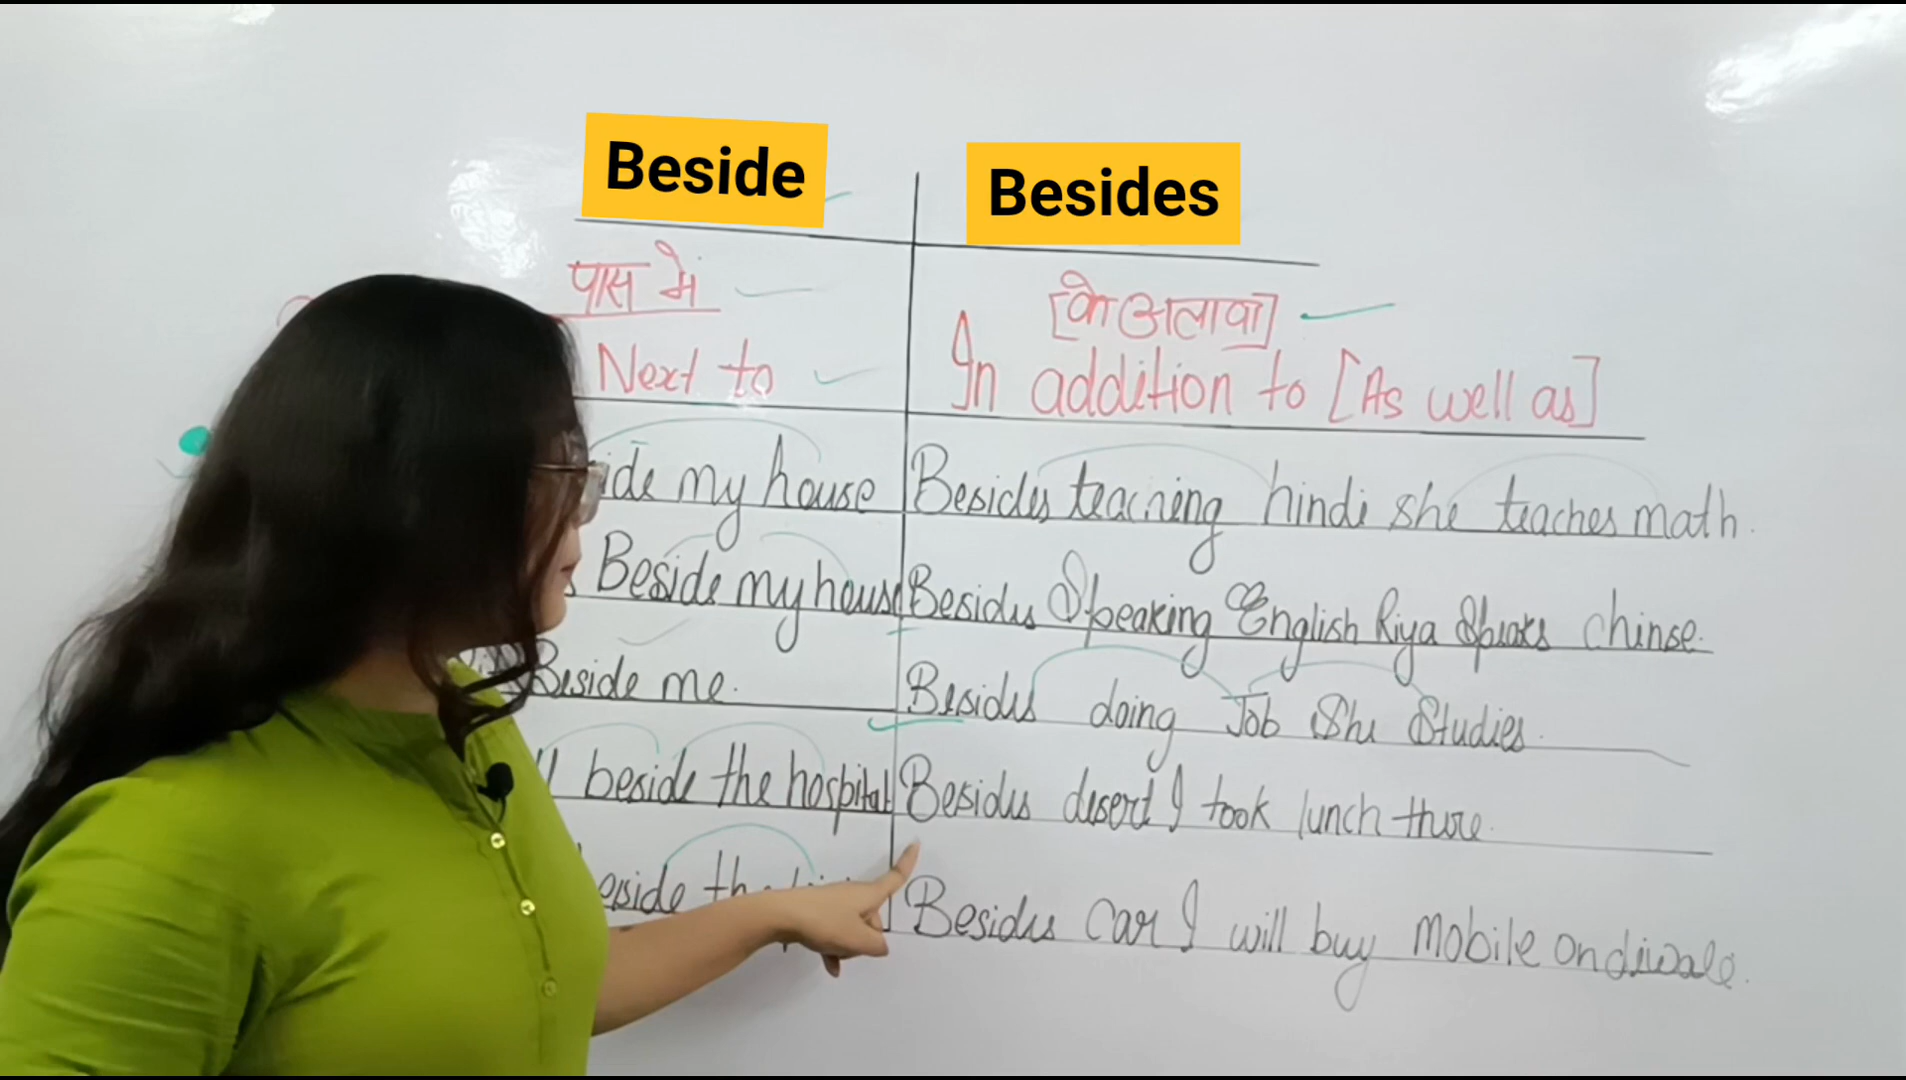 Beside
Besides
पास में
[के अलावा]
Next to
In addition to [As well as]
ide my house
Besides teaching hindi she teaches math.
Beside my house
Besides Speaking English Riya Speaks chinse.
Beside me.
Besides doing Job She Studies.
beside the hospital
Besides desert I took lunch there.
eside
Besides car I will buy mobile on diwale.